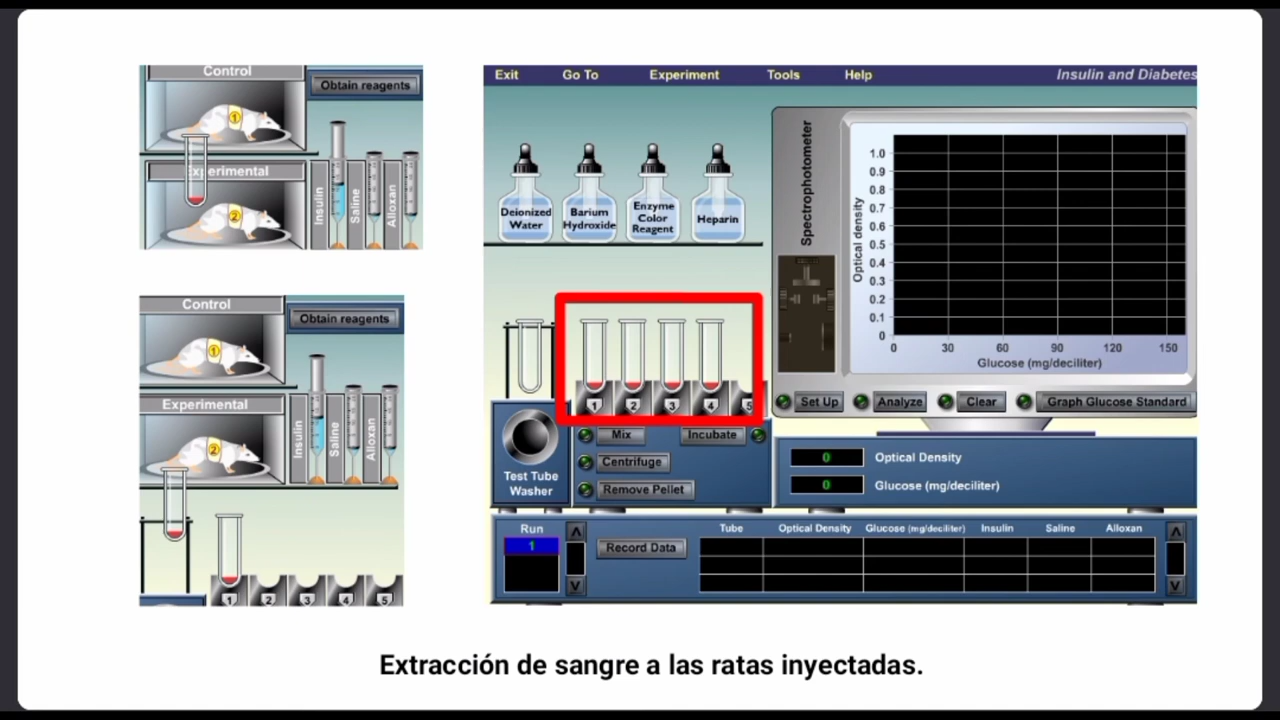 Control
Obtain reagents
1
Experimental
2
Insulin
Saline
Alloxan
Control
Obtain reagents
1
Experimental
2
Insulin
Saline
Alloxan
1 2 3 4 5
Exit Go To Experiment Tools Help Insulin and Diabetes
Deionized
Water
Barium
Hydroxide
Enzyme
Color
Reagent
Heparin
1 2 3 4 5
Mix Incubate
Centrifuge
Remove Pellet
Test Tube
Washer
Spectrophotometer
Optical density
1.0
0.9
0.8
0.7
0.6
0.5
0.4
0.3
0.2
0.1
0
0 30 60 90 120 150
Glucose (mg/deciliter)
Set Up Analyze Clear Graph Glucose Standard
0 Optical Density
0 Glucose (mg/deciliter)
Run
1
Record Data
Tube Optical Density Glucose (mg/deciliter) Insulin Saline Alloxan
Extracción de sangre a las ratas inyectadas.